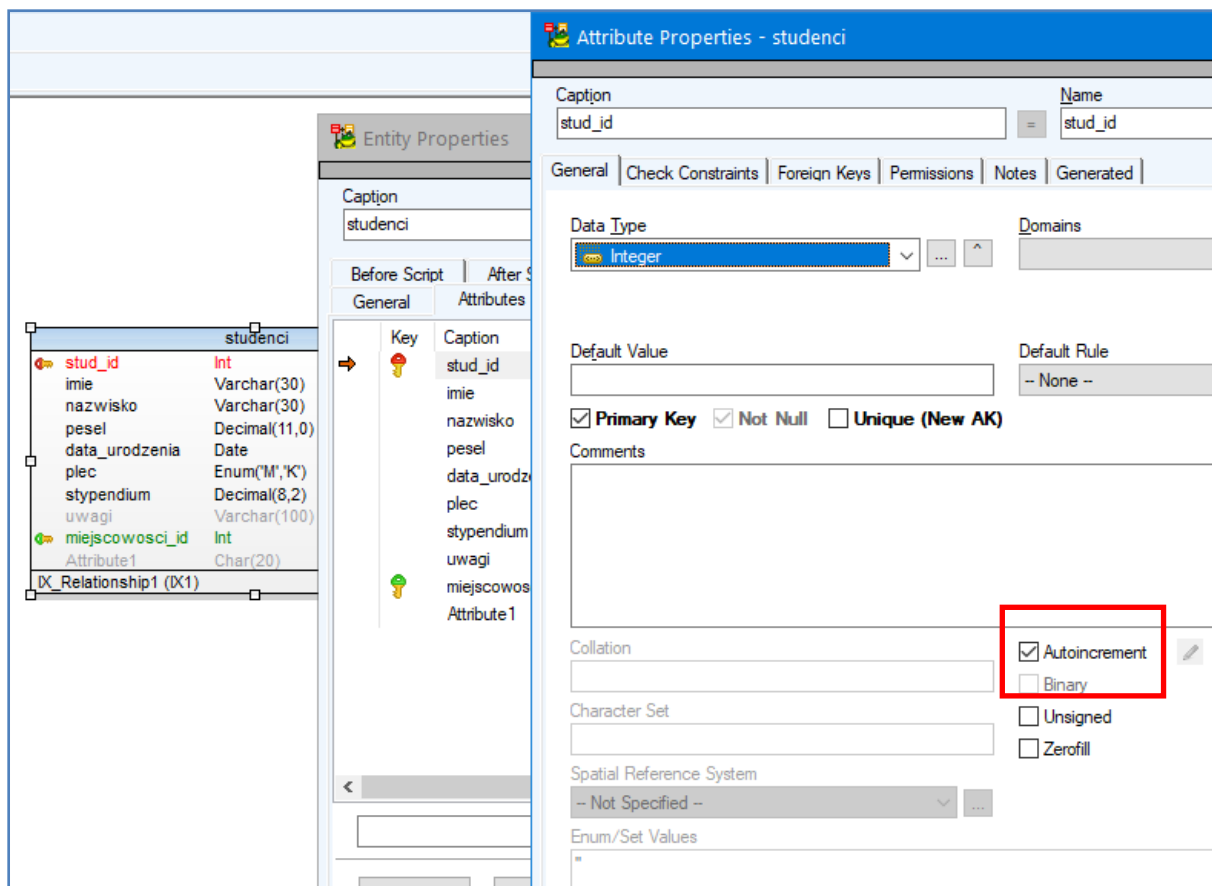 studenci
stud_id Int
imie Varchar(30)
nazwisko Varchar(30)
pesel Decimal(11,0)
data_urodzenia Date
plec Enum('M','K')
stypendium Decimal(8,2)
uwagi Varchar(100)
miejscowosci_id Int
Attribute1 Char(20)
IX_Relationship1 (IX1)
Entity Properties
Caption
studenci
Before Script After S
General Attributes
Key Caption
stud_id
imie
nazwisko
pesel
data_urodze
plec
stypendium
uwagi
miejscowos
Attribute1
<
Attribute Properties - studenci
Caption Name
stud_id = stud_id
General Check Constraints Foreign Keys Permissions Notes Generated
Data Type Domains
Integer ... ^
Default Value Default Rule
-- None --
Primary Key Not Null Unique (New AK)
Comments
Collation
Autoincrement
Binary
Character Set
Unsigned
Zerofill
Spatial Reference System
-- Not Specified -- ...
Enum/Set Values
"